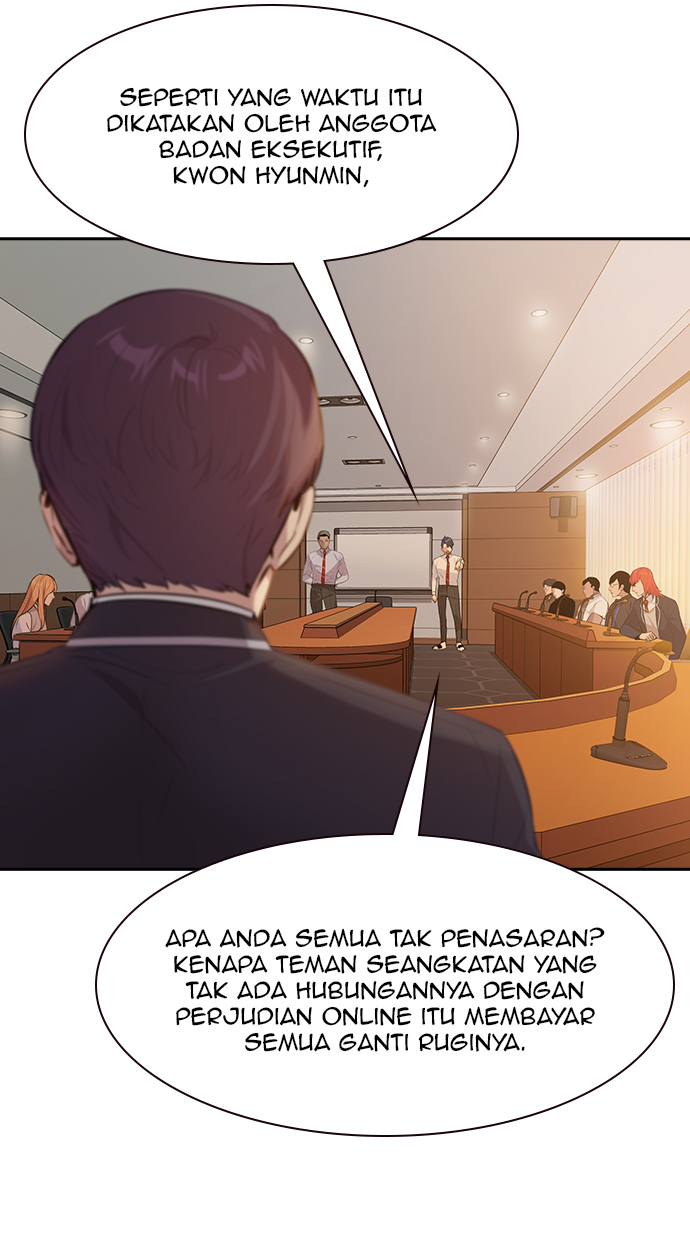 SEPERTI YANG WAKTU ITU
DIKATAKAN OLEH ANGGOTA
BADAN EKSEKUTIF,
KWON HYUNMIN,
APA ANDA SEMUA TAK PENASARAN?
KENAPA TEMAN SEANGKATAN YANG
TAK ADA HUBUNGANNYA DENGAN
PERJUDIAN ONLINE ITU MEMBAYAR
SEMUA GANTI RUGINYA.